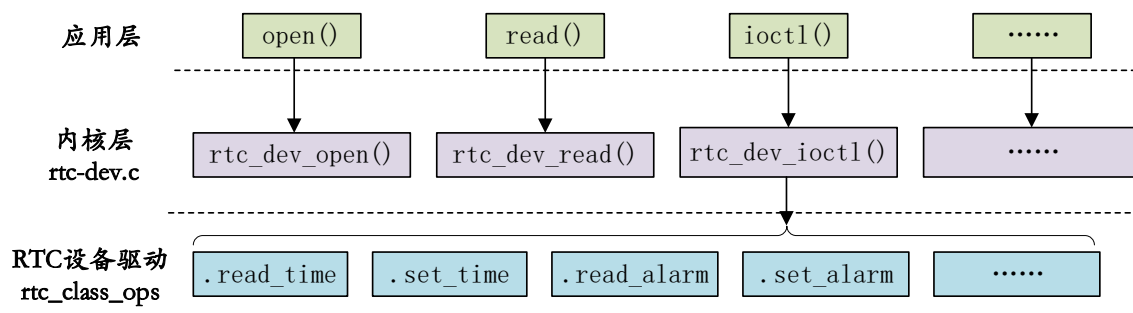 应用层
open()
read()
ioctl()
······
内核层
rtc-dev.c
rtc_dev_open()
rtc_dev_read()
rtc_dev_ioctl()
······
RTC设备驱动
rtc_class_ops
.read_time
.set_time
.read_alarm
.set_alarm
······